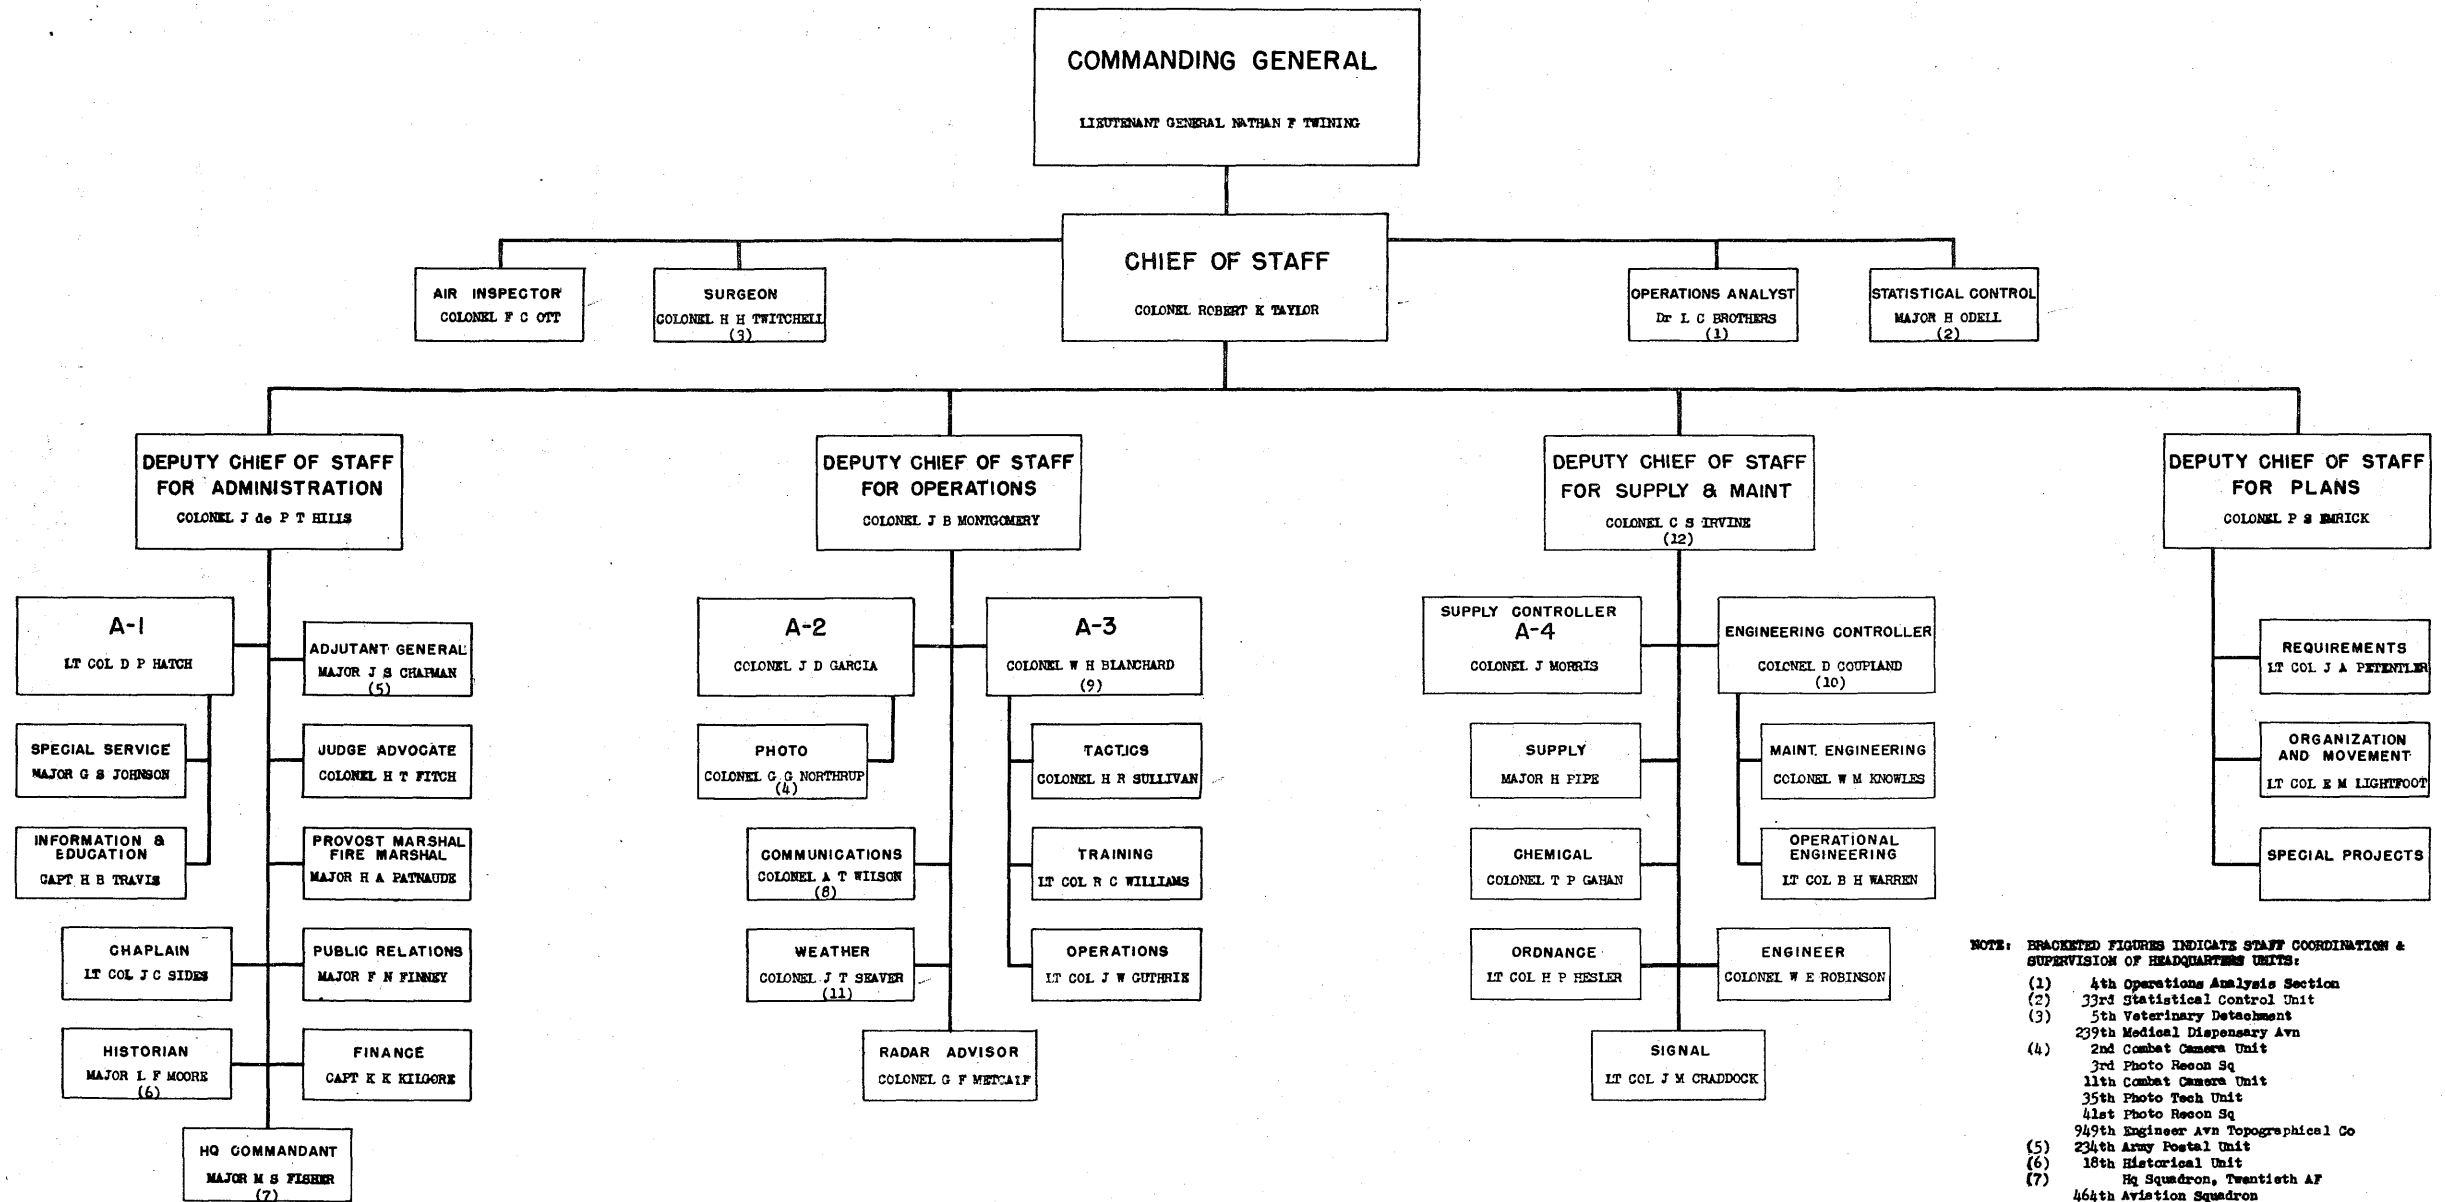 COMMANDING GENERAL
LIEUTENANT GENERAL NATHAN F TWINING
CHIEF OF STAFF
COLONEL ROBERT K TAYLOR
AIR INSPECTOR
COLONEL F C OTT
SURGEON
COLONEL H H TWITCHELL
(3)
OPERATIONS ANALYST
Dr L C BROTHERS
(1)
STATISTICAL CONTROL
MAJOR H ODELL
(2)
DEPUTY CHIEF OF STAFF
FOR ADMINISTRATION
COLONEL J de P T HILLS
DEPUTY CHIEF OF STAFF
FOR OPERATIONS
COLONEL J B MONTGOMERY
DEPUTY CHIEF OF STAFF
FOR SUPPLY & MAINT
COLONEL C S IRVINE
(12)
DEPUTY CHIEF OF STAFF
FOR PLANS
COLONEL P S EMRICK
A-1
LT COL D P HATCH
ADJUTANT GENERAL
MAJOR J S CHAPMAN
(5)
SPECIAL SERVICE
MAJOR G S JOHNSON
JUDGE ADVOCATE
COLONEL H T FITCH
INFORMATION &
EDUCATION
CAPT H B TRAVIS
PROVOST MARSHAL
FIRE MARSHAL
MAJOR H A PATNAUDE
CHAPLAIN
LT COL J C SIDES
PUBLIC RELATIONS
MAJOR F N FINNEY
HISTORIAN
MAJOR L F MOORE
(6)
FINANCE
CAPT K K KILGORE
HQ COMMANDANT
MAJOR M S FISHER
(7)
A-2
COLONEL J D GARCIA
A-3
COLONEL W H BLANCHARD
(9)
PHOTO
COLONEL G G NORTHRUP
(4)
TACTICS
COLONEL H R SULLIVAN
COMMUNICATIONS
COLONEL A T WILSON
(8)
TRAINING
LT COL R C WILLIAMS
WEATHER
COLONEL J T SEAVER
(11)
OPERATIONS
LT COL J W GUTHRIE
RADAR ADVISOR
COLONEL G F METCALF
SUPPLY CONTROLLER
A-4
COLONEL J MORRIS
ENGINEERING CONTROLLER
COLONEL D COUPLAND
(10)
SUPPLY
MAJOR H PIPE
MAINT. ENGINEERING
COLONEL W M KNOWLES
CHEMICAL
COLONEL T P GAHAN
OPERATIONAL
ENGINEERING
LT COL B H WARREN
ORDNANCE
LT COL H P HESLER
ENGINEER
COLONEL W E ROBINSON
SIGNAL
LT COL J M CRADDOCK
REQUIREMENTS
LT COL J A PETENTLER
ORGANIZATION
AND MOVEMENT
LT COL E M LIGHTFOOT
SPECIAL PROJECTS
NOTE: BRACKETED FIGURES INDICATE STAFF COORDINATION &
SUPERVISION OF HEADQUARTERS UNITS:
(1) 4th Operations Analysis Section
(2) 33rd Statistical Control Unit
(3) 5th Veterinary Detachment
239th Medical Dispensary Avn
(4) 2nd Combat Camera Unit
3rd Photo Recon Sq
11th Combat Camera Unit
35th Photo Tech Unit
41st Photo Recon Sq
949th Engineer Avn Topographical Co
(5) 234th Army Postal Unit
(6) 18th Historical Unit
(7) Hq Squadron, Twentieth AF
464th Aviation Squadron